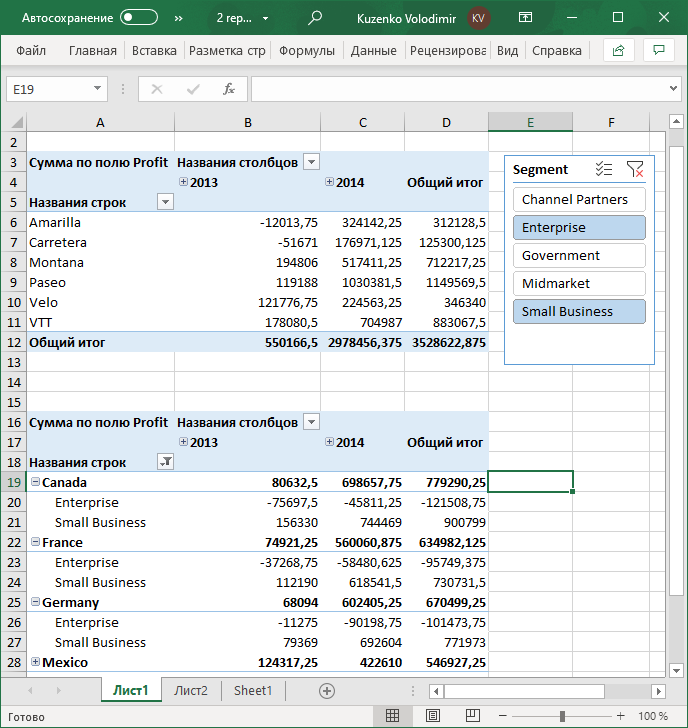 Автосохранение » 2 rep... Kuzenko Volodimir KV
Файл Главная Вставка Разметка стр Формулы Данные Рецензирова Вид Справка
E19 fx
A B C D E F
2
3 Сумма по полю Profit Названия столбцов
4 2013 2014 Общий итог
5 Названия строк
6 Amarilla -12013,75 324142,25 312128,5
7 Carretera -51671 176971,125 125300,125
8 Montana 194806 517411,25 712217,25
9 Paseo 119188 1030381,5 1149569,5
10 Velo 121776,75 224563,25 346340
11 VTT 178080,5 704987 883067,5
12 Общий итог 550166,5 2978456,375 3528622,875
13
14
15
16 Сумма по полю Profit Названия столбцов
17 2013 2014 Общий итог
18 Названия строк
19 Canada 80632,5 698657,75 779290,25
20 Enterprise -75697,5 -45811,25 -121508,75
21 Small Business 156330 744469 900799
22 France 74921,25 560060,875 634982,125
23 Enterprise -37268,75 -58480,625 -95749,375
24 Small Business 112190 618541,5 730731,5
25 Germany 68094 602405,25 670499,25
26 Enterprise -11275 -90198,75 -101473,75
27 Small Business 79369 692604 771973
28 Mexico 124317,25 422610 546927,25
Segment
Channel Partners
Enterprise
Government
Midmarket
Small Business
Лист1 Лист2 Sheet1
Готово 100 %